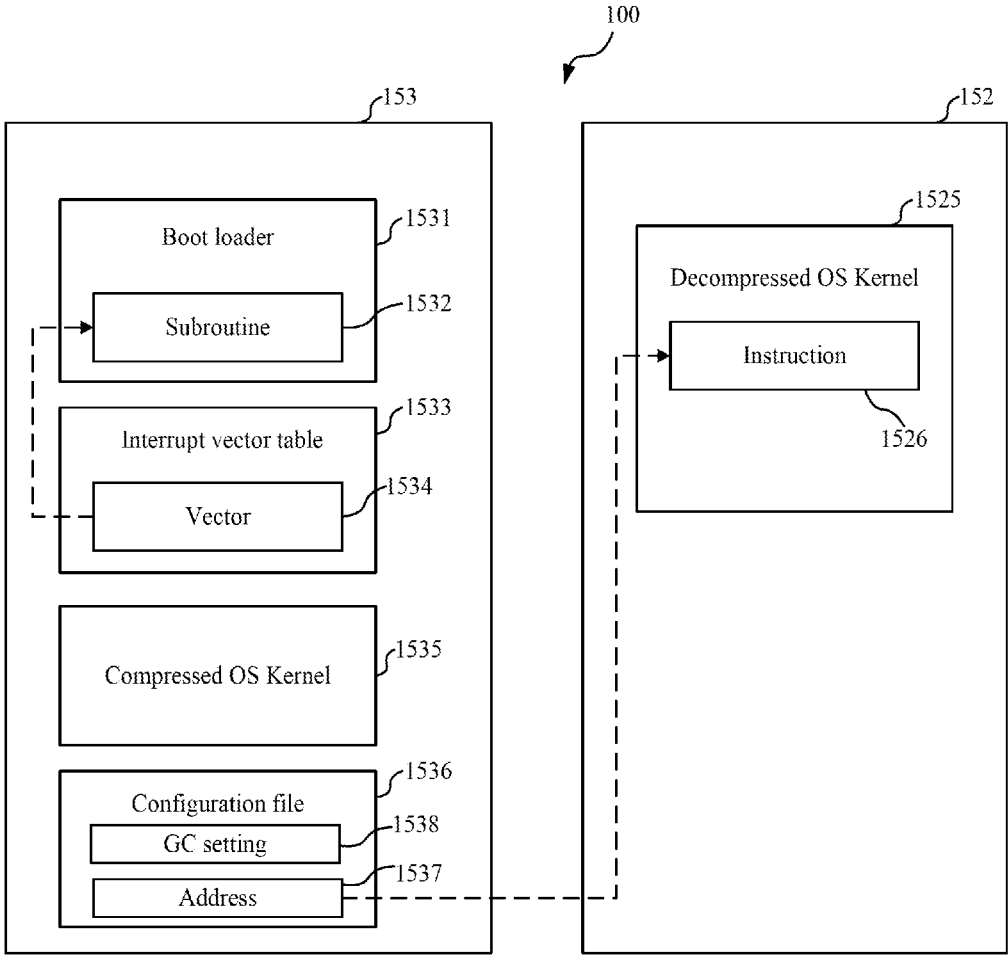 100
153
152
1531
Boot loader
1532
Subroutine
1533
Interrupt vector table
1534
Vector
1535
Compressed OS Kernel
1536
Configuration file
1538
GC setting
1537
Address
1525
Decompressed OS Kernel
Instruction
1526